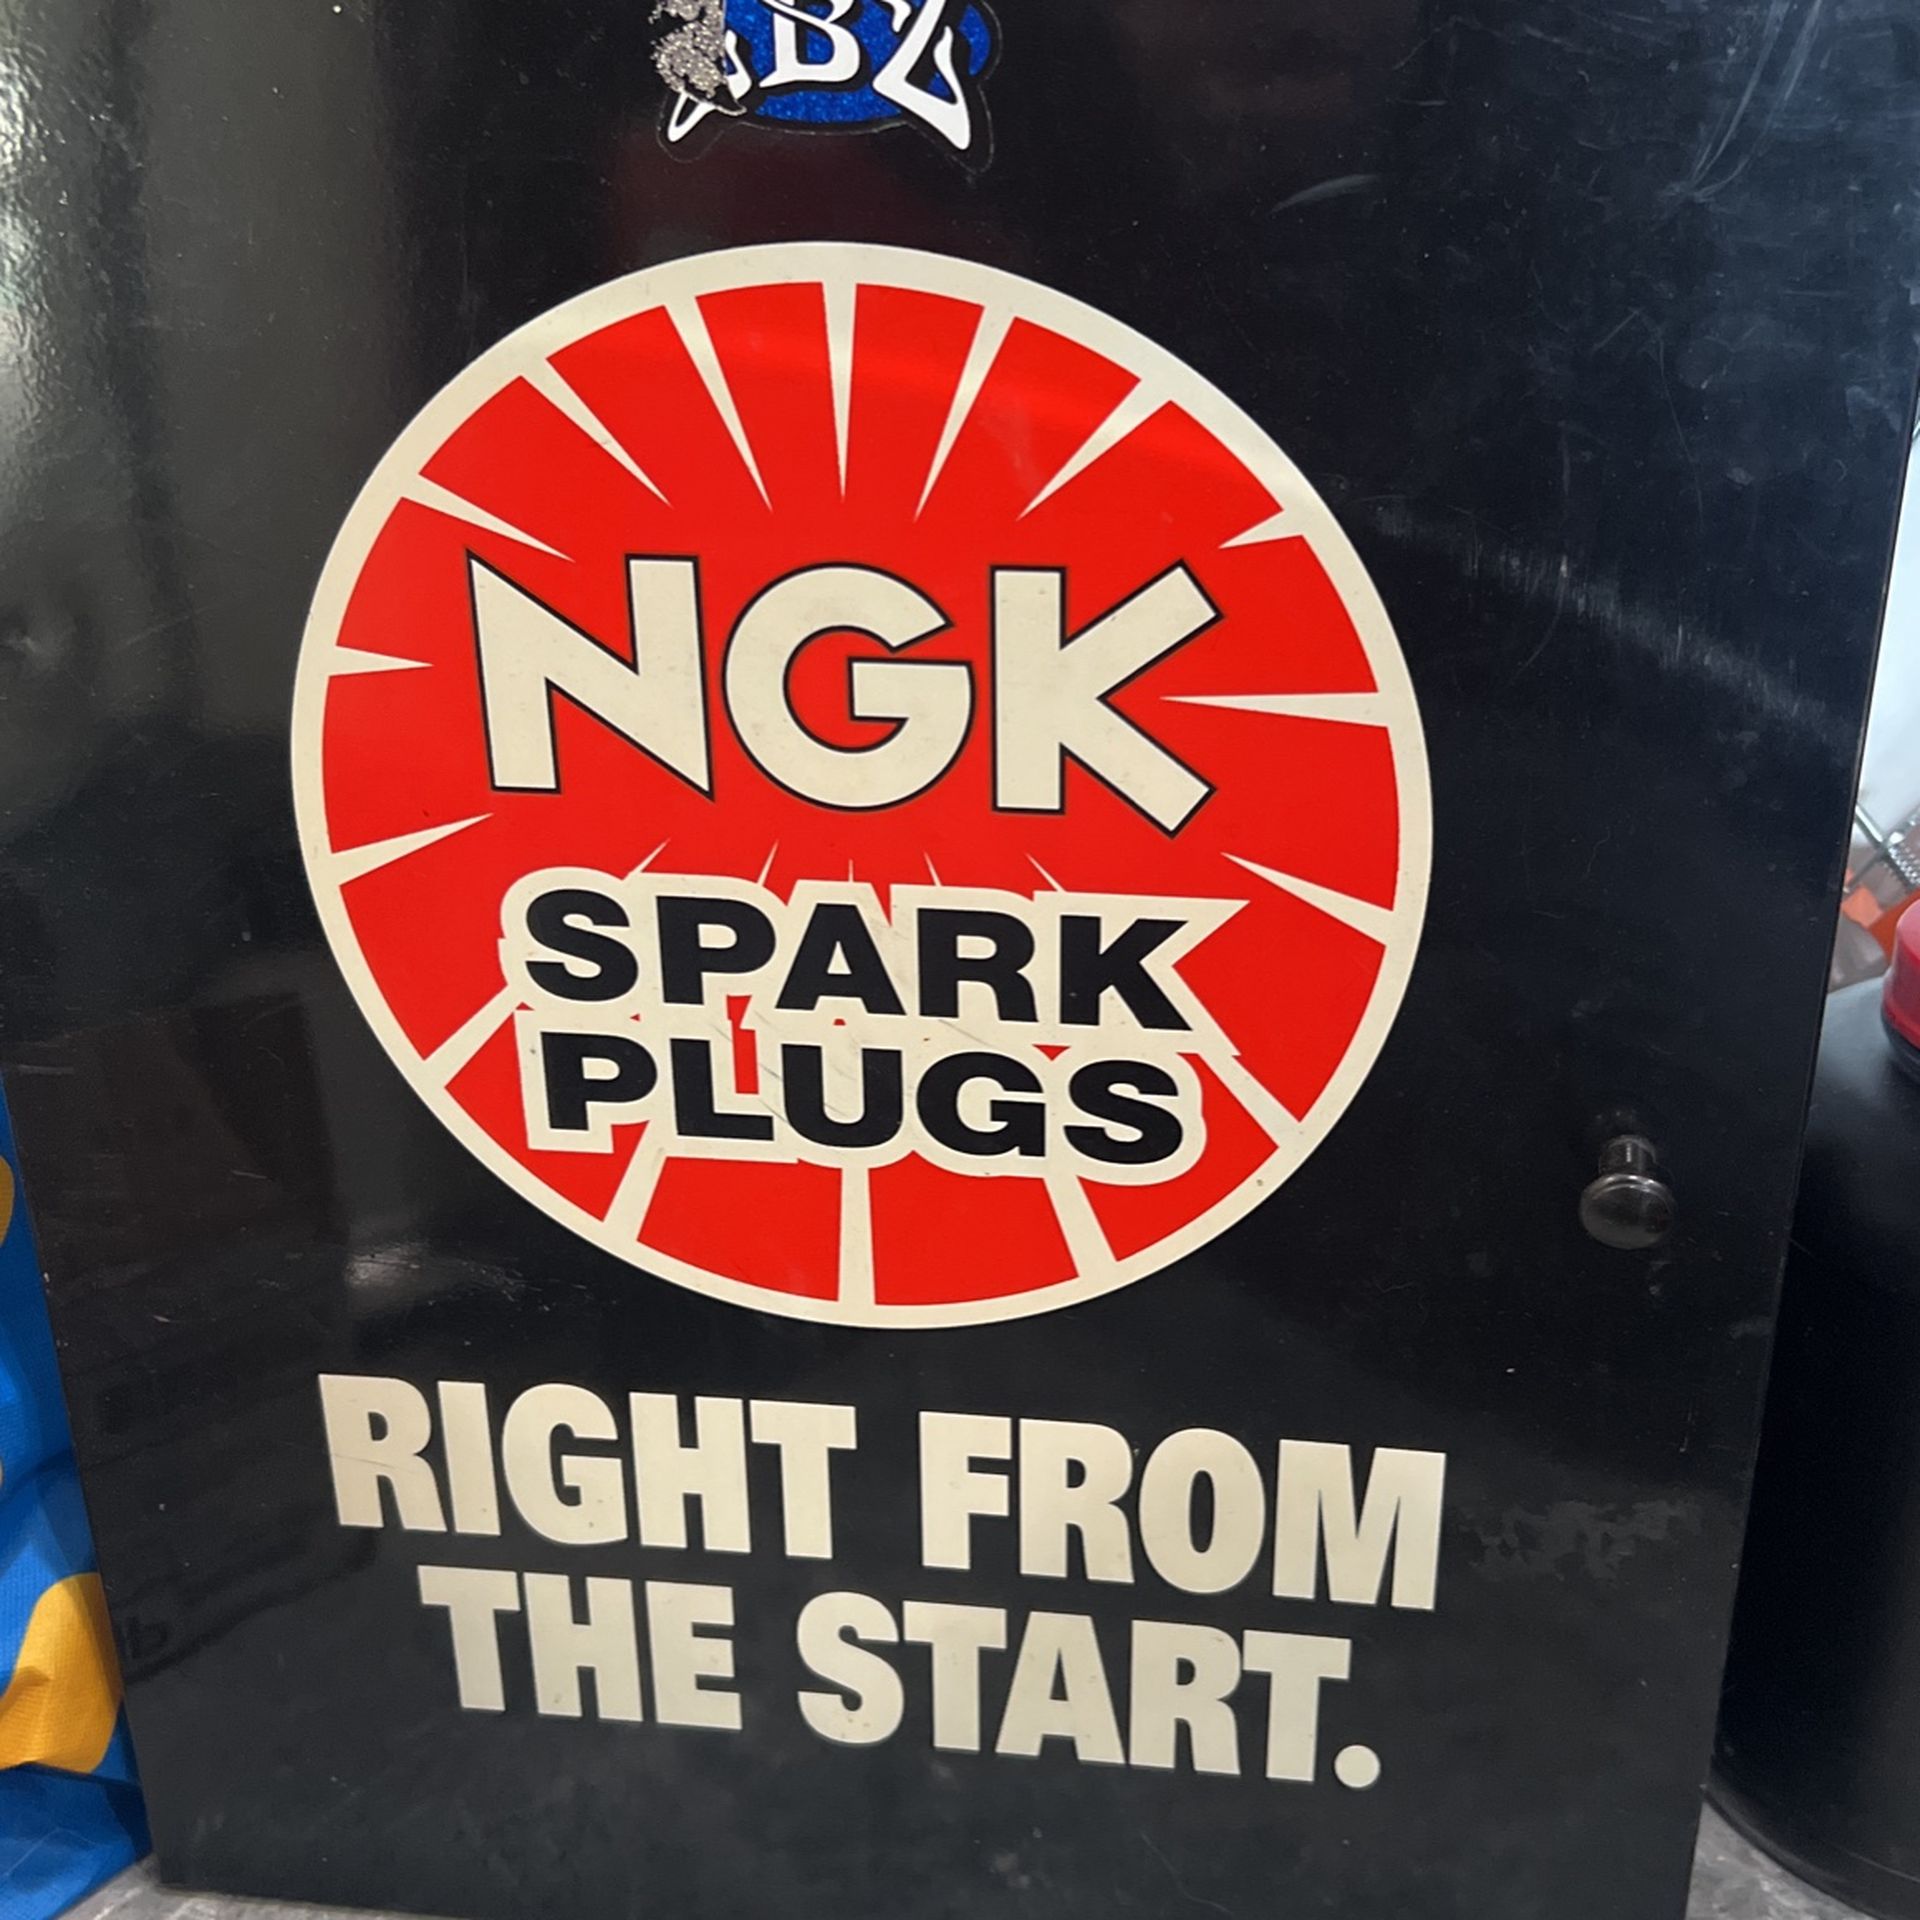 NGK
SPARK
PLUGS
RIGHT FROM
THE START.